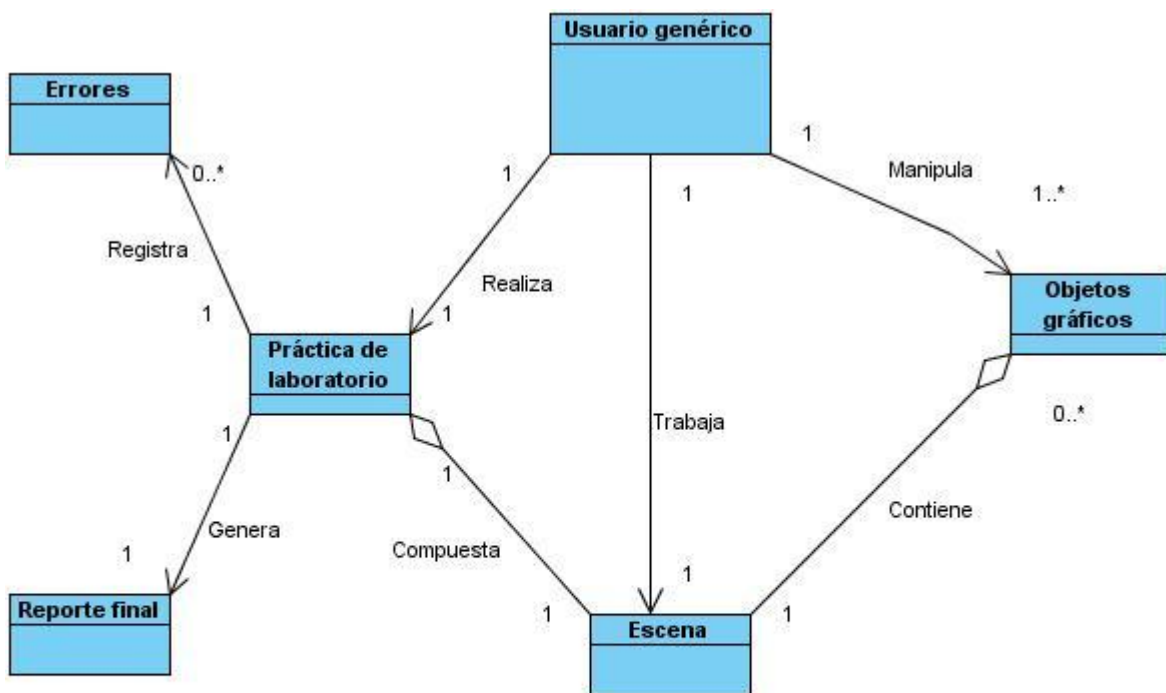 Usuario genérico
Errores
1
1
0..*
1
Manipula
1..*
Registra
Realiza
Objetos
gráficos
1
1
Práctica de
laboratorio
0..*
Trabaja
1
1
Contiene
Genera
Compuesta
1
1
Reporte final
1
1
Escena